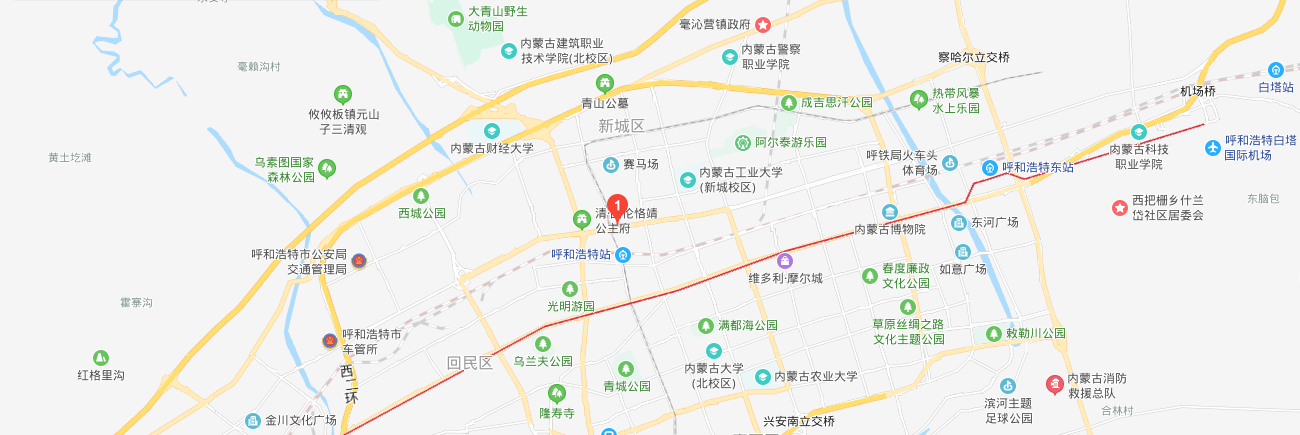 大青山野生
动物园
毫沁营镇政府
内蒙古建筑职业
技术学院(北校区)
内蒙古警察
职业学院
察哈尔立交桥
毫赖沟村
白塔站
机场桥
青山公墓
成吉思汗公园
热带风暴
水上乐园
攸攸板镇元山
子三清观
新城区
内蒙古财经大学
阿尔泰游乐园
内蒙古科技
职业学院
呼和浩特白塔
国际机场
黄土圪滩
乌素图国家
森林公园
赛马场
呼铁局火车头
体育场
呼和浩特东站
内蒙古工业大学
(新城校区)
西把栅乡什兰
岱社区居委会
东脑包
西城公园
1
公主府
内蒙古博物院
东河广场
呼和浩特市公安局
交通管理局
呼和浩特站
维多利·摩尔城
春度廉政
文化公园
如意广场
霍寨沟
光明游园
满都海公园
草原丝绸之路
文化主题公园
敕勒川公园
呼和浩特市
车管所
回民区
乌兰夫公园
红格里沟
西二环
青城公园
内蒙古大学
(北校区)
内蒙古农业大学
内蒙古消防
救援总队
滨河主题
足球公园
合林村
隆寿寺
金川文化广场
兴安南立交桥